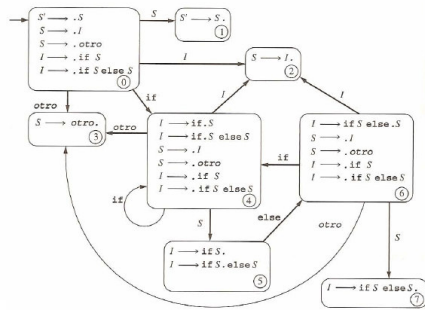 S' → .S
S → .I
S → .otro
I → .if S
I → .if S else S
0
S
S' → S.
1
I
S → I.
2
otro
if
I
I
S → otro.
3
otro
I → if.S
I → if.S else S
S → .I
S → .otro
I → .if S
I → .if S else S
4
if
if
I → if S else.S
S → .I
S → .otro
I → .if S
I → .if S else S
6
S
else
otro
S
I → if S.
I → if S.else S
5
I → if S else S.
7